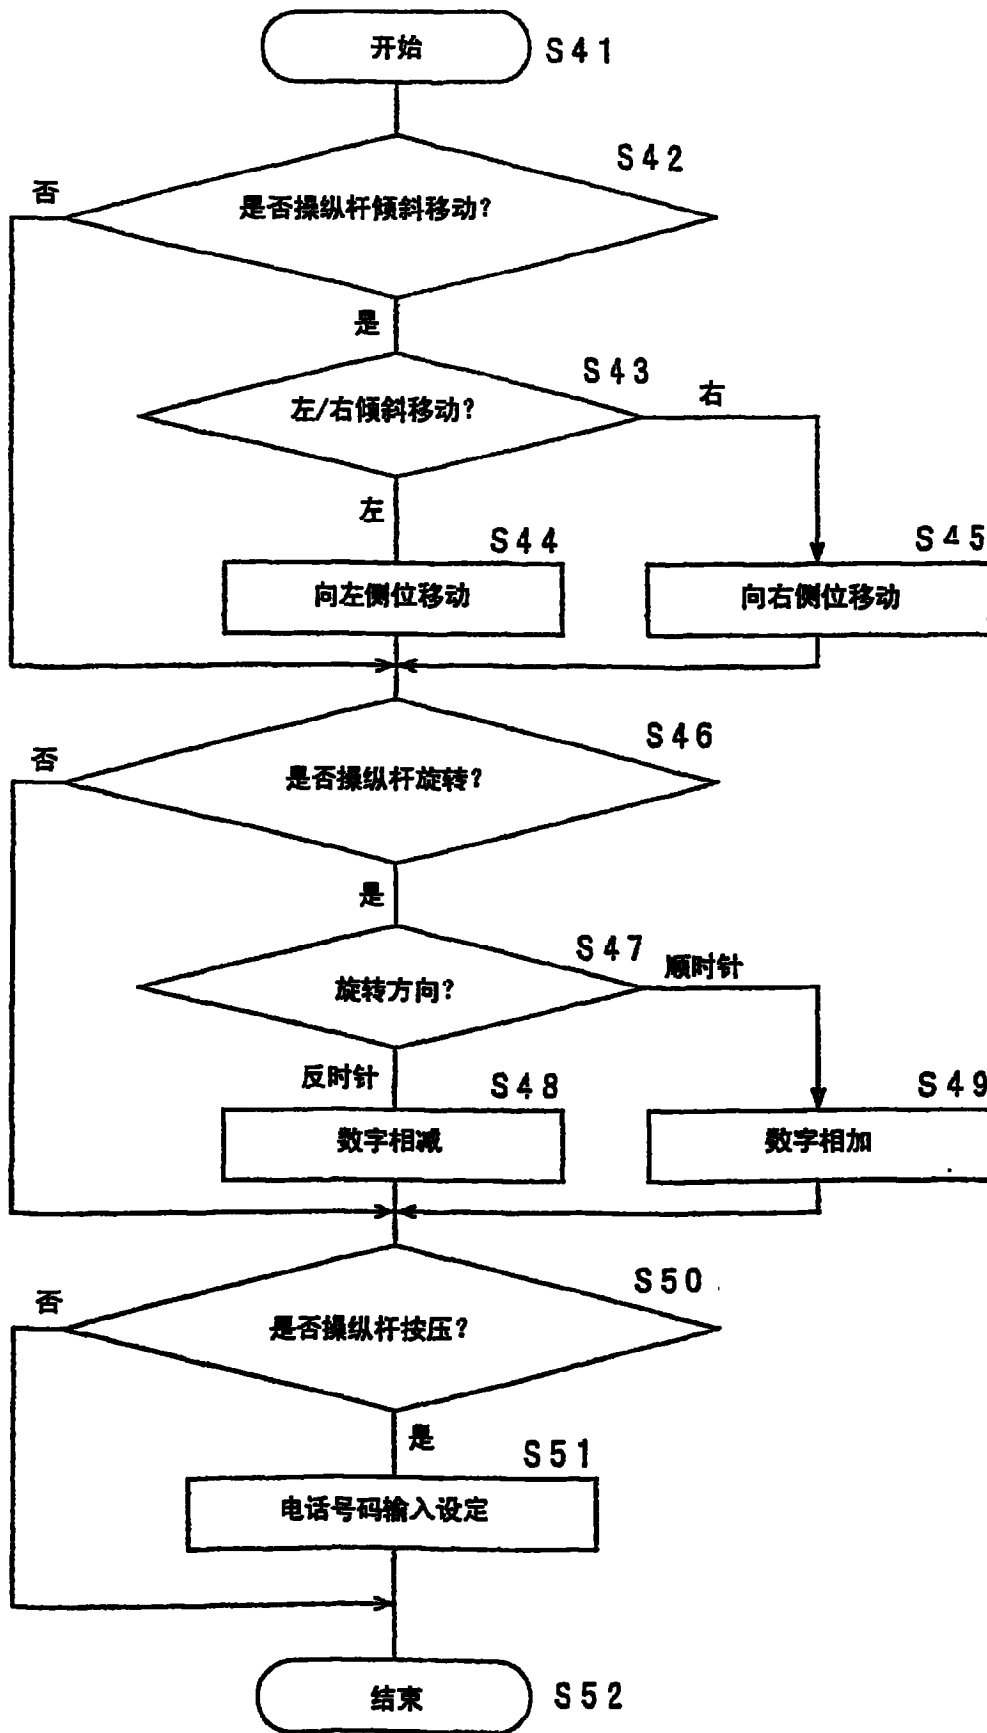 开始
S41
S42
否
是否操纵杆倾斜移动?
是
S43
左/右倾斜移动?
右
左
S44
S45
向左侧位移动
向右侧位移动
S46
否
是否操纵杆旋转?
是
S47
顺时针
旋转方向?
反时针
S48
S49
数字相减
数字相加
S50
否
是否操纵杆按压?
是
S51
电话号码输入设定
结束
S52